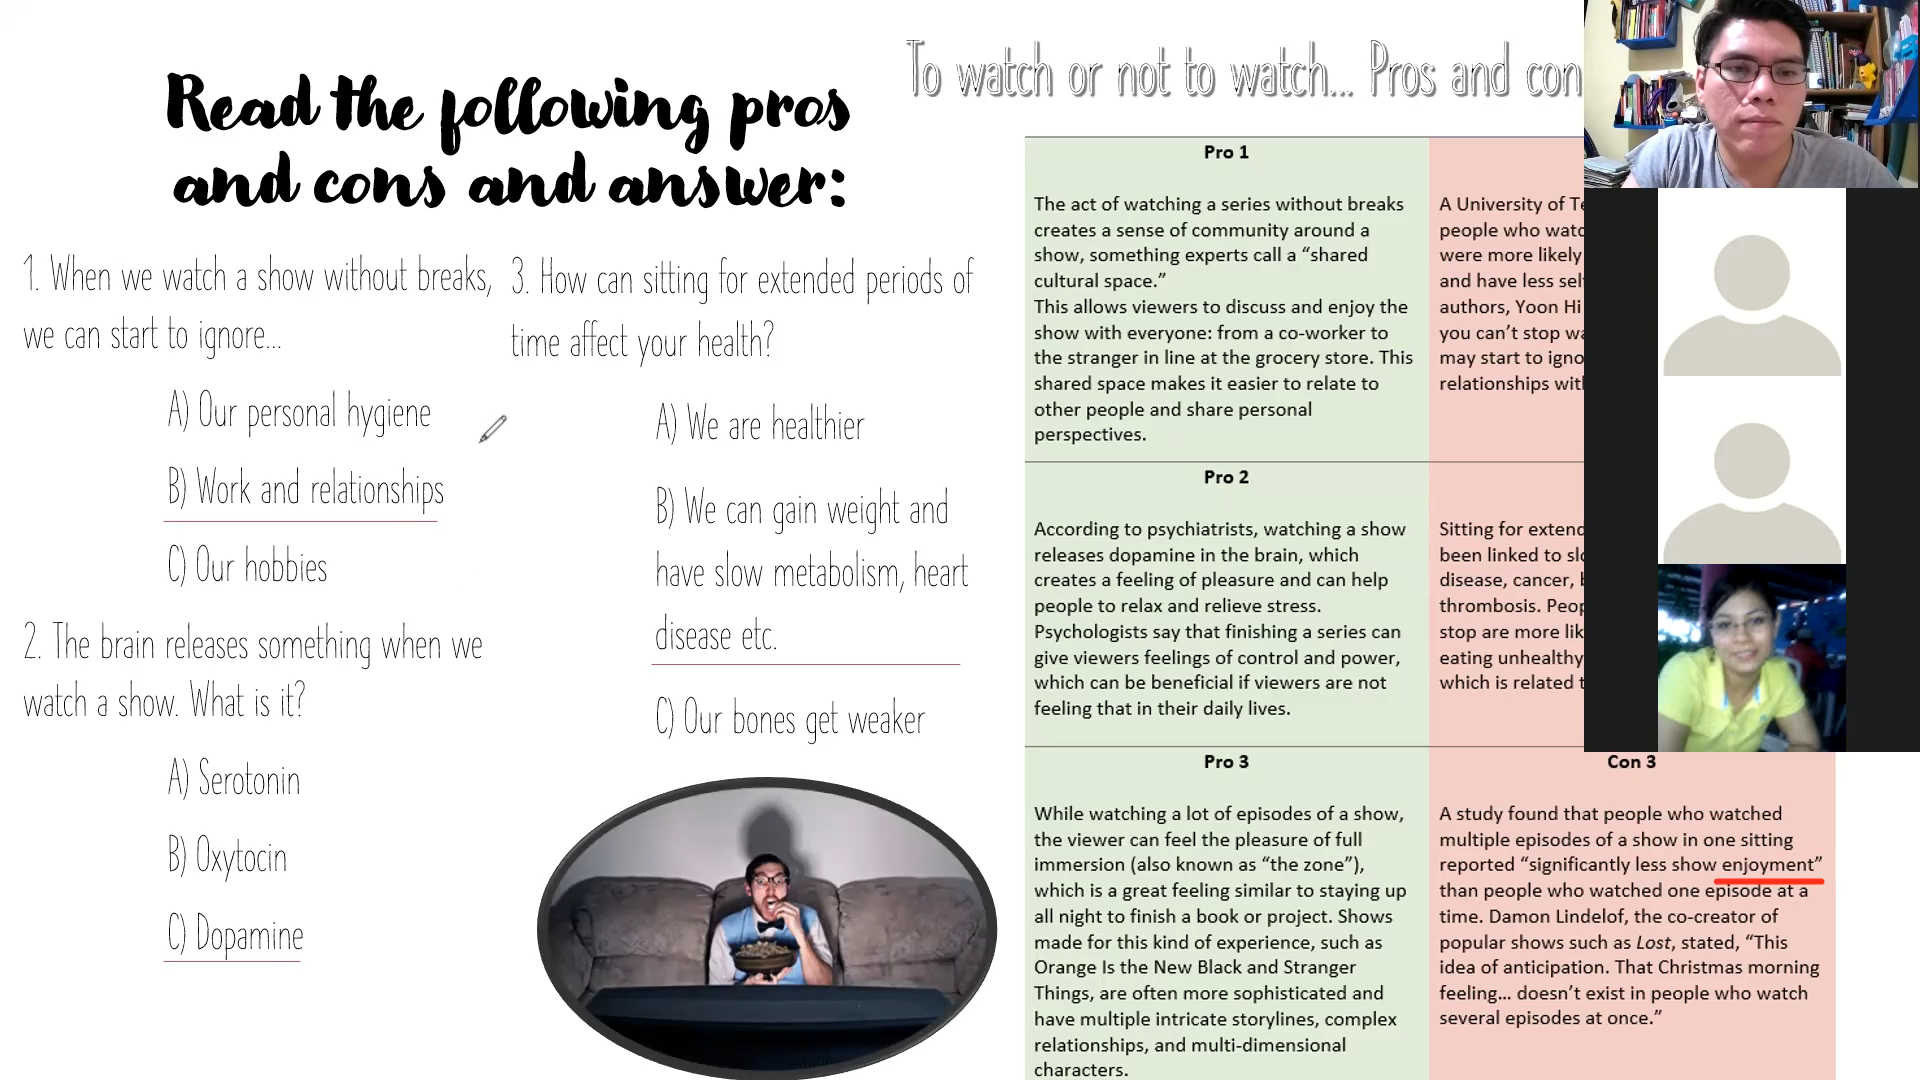 Read the following pros
and cons and answer:
1. When we watch a show without breaks,
we can start to ignore...
A) Our personal hygiene
B) Work and relationships
C) Our hobbies
2. The brain releases something when we
watch a show. What is it?
A) Serotonin
B) Oxytocin
C) Dopamine
3. How can sitting for extended periods of
time affect your health?
A) We are healthier
B) We can gain weight and
have slow metabolism, heart
disease etc.
C) Our bones get weaker
To watch or not to watch... Pros and con
Pro 1
The act of watching a series without breaks
creates a sense of community around a
show, something experts call a “shared
cultural space.”
This allows viewers to discuss and enjoy the
show with everyone: from a co-worker to
the stranger in line at the grocery store. This
shared space makes it easier to relate to
other people and share personal
perspectives.
A University of
people who
were more likely
and have less
authors, Yoon Hi
you can’t stop
may start to
relationships
Pro 2
According to psychiatrists, watching a show
releases dopamine in the brain, which
creates a feeling of pleasure and can help
people to relax and relieve stress.
Psychologists say that finishing a series can
give viewers feelings of control and power,
which can be beneficial if viewers are not
feeling that in their daily lives.
Sitting for
been linked to
disease, cancer,
thrombosis.
stop are more
eating unhealthy
which is related
Pro 3
While watching a lot of episodes of a show,
the viewer can feel the pleasure of full
immersion (also known as “the zone”),
which is a great feeling similar to staying up
all night to finish a book or project. Shows
made for this kind of experience, such as
Orange Is the New Black and Stranger
Things, are often more sophisticated and
have multiple intricate storylines, complex
relationships, and multi-dimensional
characters.
Con 3
A study found that people who watched
multiple episodes of a show in one sitting
reported “significantly less show enjoyment”
than people who watched one episode at a
time. Damon Lindelof, the co-creator of
popular shows such as Lost, stated, “This
idea of anticipation. That Christmas morning
feeling... doesn’t exist in people who watch
several episodes at once.”